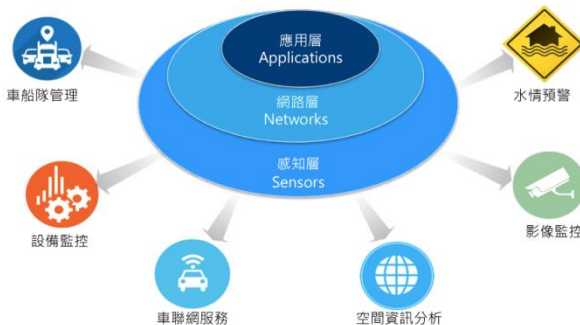 應用層
Applications
網路層
Networks
感知層
Sensors
車船隊管理
水情預警
設備監控
影像監控
車聯網服務
空間資訊分析